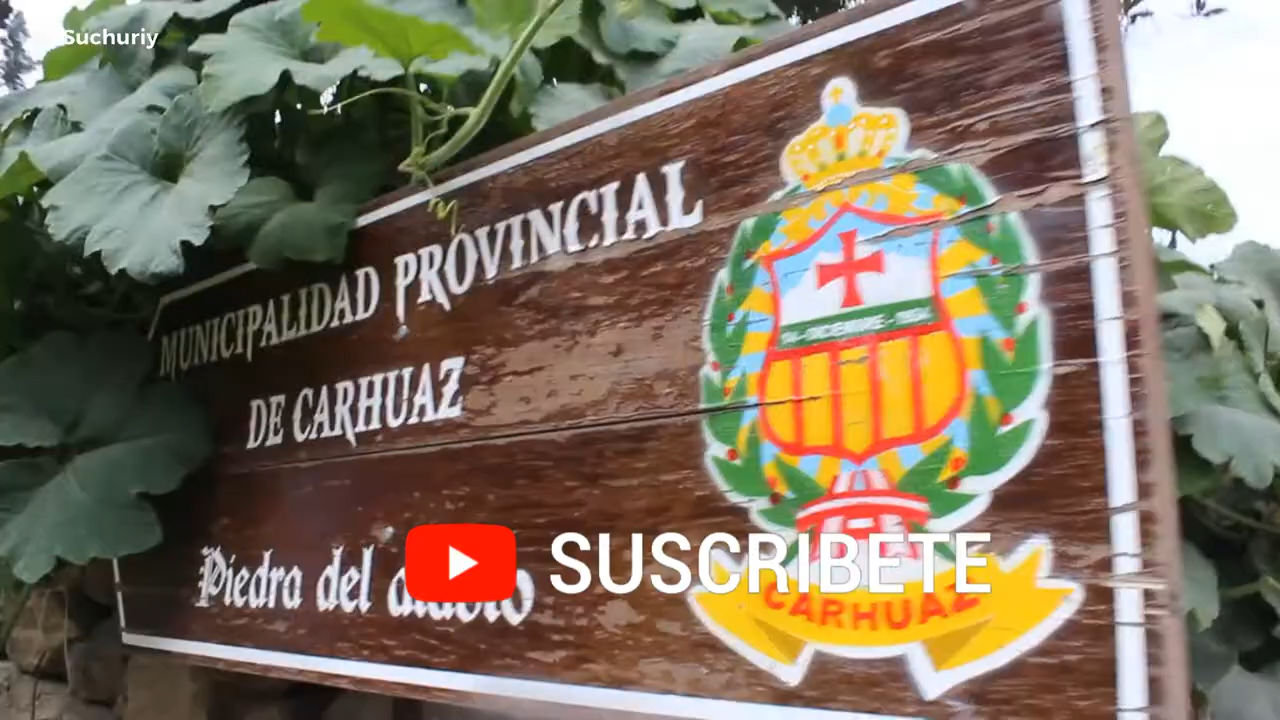 Suchuriy
MUNICIPALIDAD PROVINCIAL
DE CARHUAZ
Piedra del diablo
SUSCRIBETE
CARHUAZ